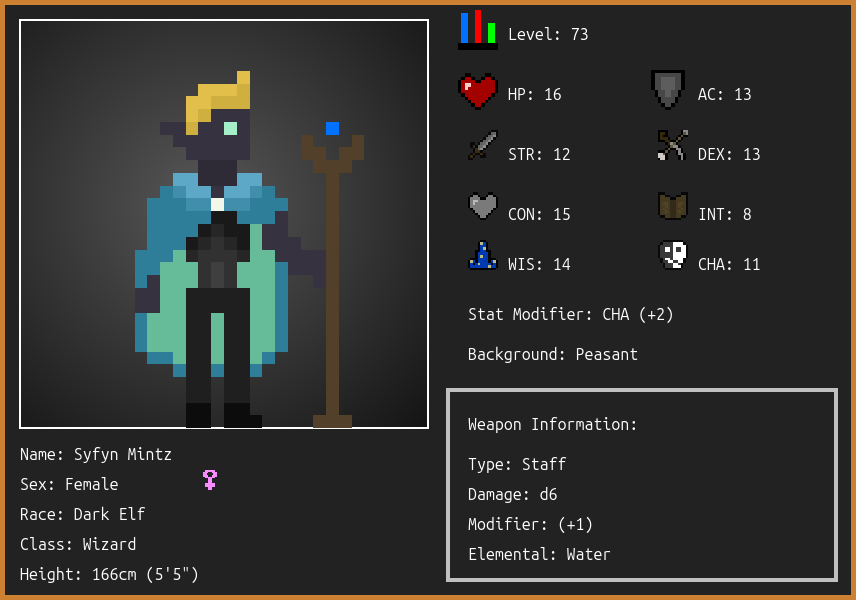 Level: 73
HP: 16
AC: 13
STR: 12
DEX: 13
CON: 15
INT: 8
WIS: 14
CHA: 11
Stat Modifier: CHA (+2)
Background: Peasant
Weapon Information:
Type: Staff
Damage: d6
Modifier: (+1)
Elemental: Water
Name: Syfyn Mintz
Sex: Female
Race: Dark Elf
Class: Wizard
Height: 166cm (5'5")